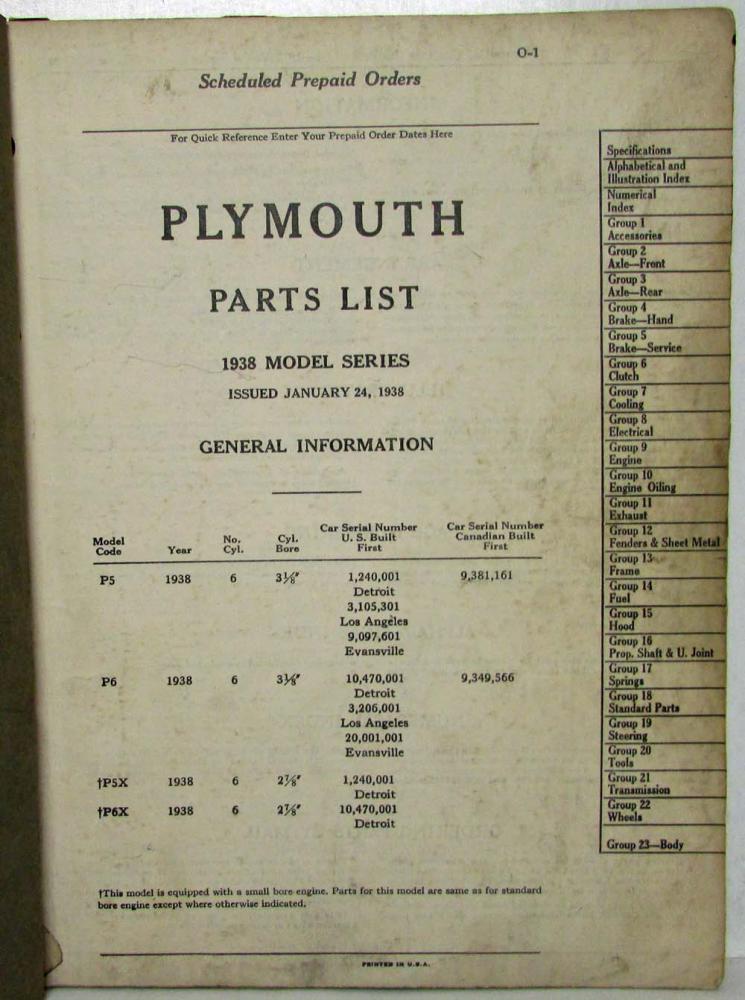 O-1
Scheduled Prepaid Orders
For Quick Reference Enter Your Prepaid Order Dates Here
PLYMOUTH
PARTS LIST
1938 MODEL SERIES
ISSUED JANUARY 24, 1938
GENERAL INFORMATION
Model Code Year No. Cyl. Cyl. Bore Car Serial Number U. S. Built First Car Serial Number Canadian Built First
P5 1938 6 3⅛″ 1,240,001 9,381,161
Detroit
3,105,301
Los Angeles
9,097,601
Evansville
P6 1938 6 3⅛″ 10,470,001 9,349,566
Detroit
3,206,001
Los Angeles
20,001,001
Evansville
†P5X 1938 6 2⅞″ 1,240,001
Detroit
†P6X 1938 6 2⅞″ 10,470,001
Detroit
†This model is equipped with a small bore engine. Parts for this model are same as for standard
bore engine except where otherwise indicated.
PRINTED IN U.S.A.
Specifications
Alphabetical and
Illustration Index
Numerical
Index
Group 1
Accessories
Group 2
Axle—Front
Group 3
Axle—Rear
Group 4
Brake—Hand
Group 5
Brake—Service
Group 6
Clutch
Group 7
Cooling
Group 8
Electrical
Group 9
Engine
Group 10
Engine Oiling
Group 11
Exhaust
Group 12
Fenders & Sheet Metal
Group 13
Frame
Group 14
Fuel
Group 15
Hood
Group 16
Prop. Shaft & U. Joint
Group 17
Springs
Group 18
Standard Parts
Group 19
Steering
Group 20
Tools
Group 21
Transmission
Group 22
Wheels
Group 23—Body